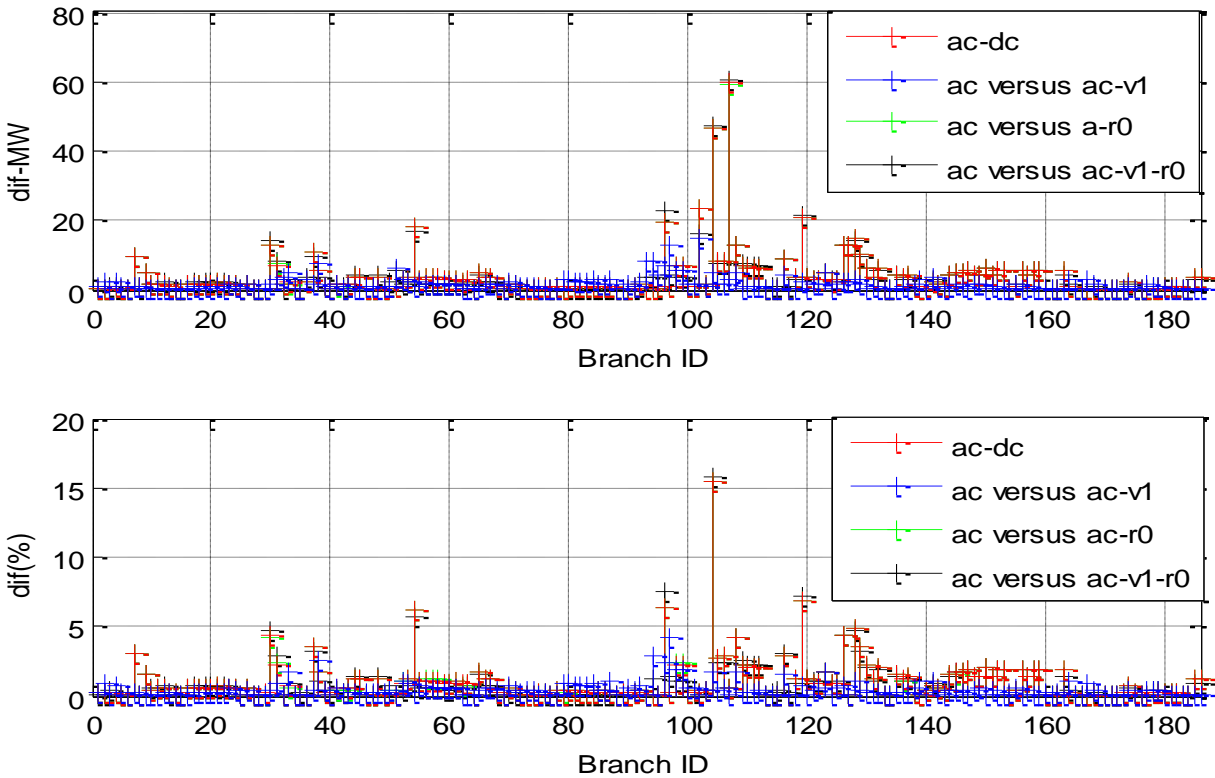 80
60
40
20
0
dif-MW
ac-dc
ac versus ac-v1
ac versus a-r0
ac versus ac-v1-r0
0 20 40 60 80 100 120 140 160 180
Branch ID
20
15
10
5
0
dif(%)
ac-dc
ac versus ac-v1
ac versus ac-r0
ac versus ac-v1-r0
0 20 40 60 80 100 120 140 160 180
Branch ID